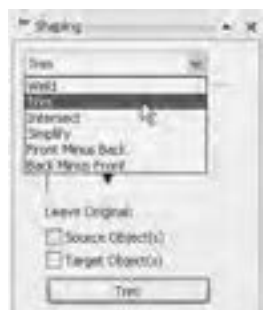 Shaping
Trim
Weld
Trim
Intersect
Simplify
Front Minus Back
Back Minus Front
Leave Original:
Source Object(s)
Target Object(s)
Trim